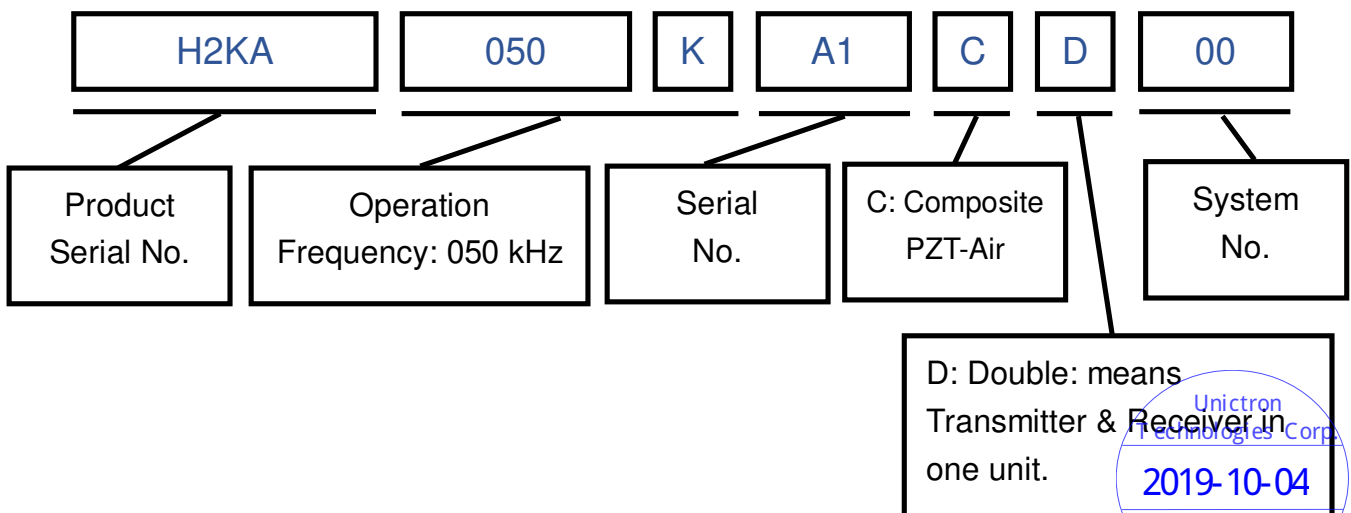 H2KA 050 K A1 C D 00
Product
Serial No.
Operation
Frequency: 050 kHz
Serial
No.
C: Composite
PZT-Air
System
No.
D: Double: means
Transmitter & Receiver in
one unit.
Unictron
Technologies Corp.
2019-10-04